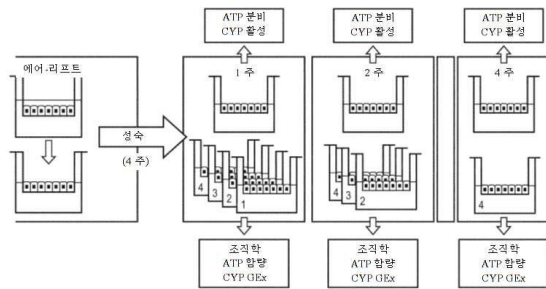 ATP 분비
CYP 활성
ATP 분비
CYP 활성
ATP 분비
CYP 활성
에어-리프트
1 주
2 주
4 주
성숙
(4 주)
4
3
2
1
4
3
2
4
조직학
ATP 함량
CYP GEx
조직학
ATP 함량
CYP GEx
조직학
ATP 함량
CYP GEx